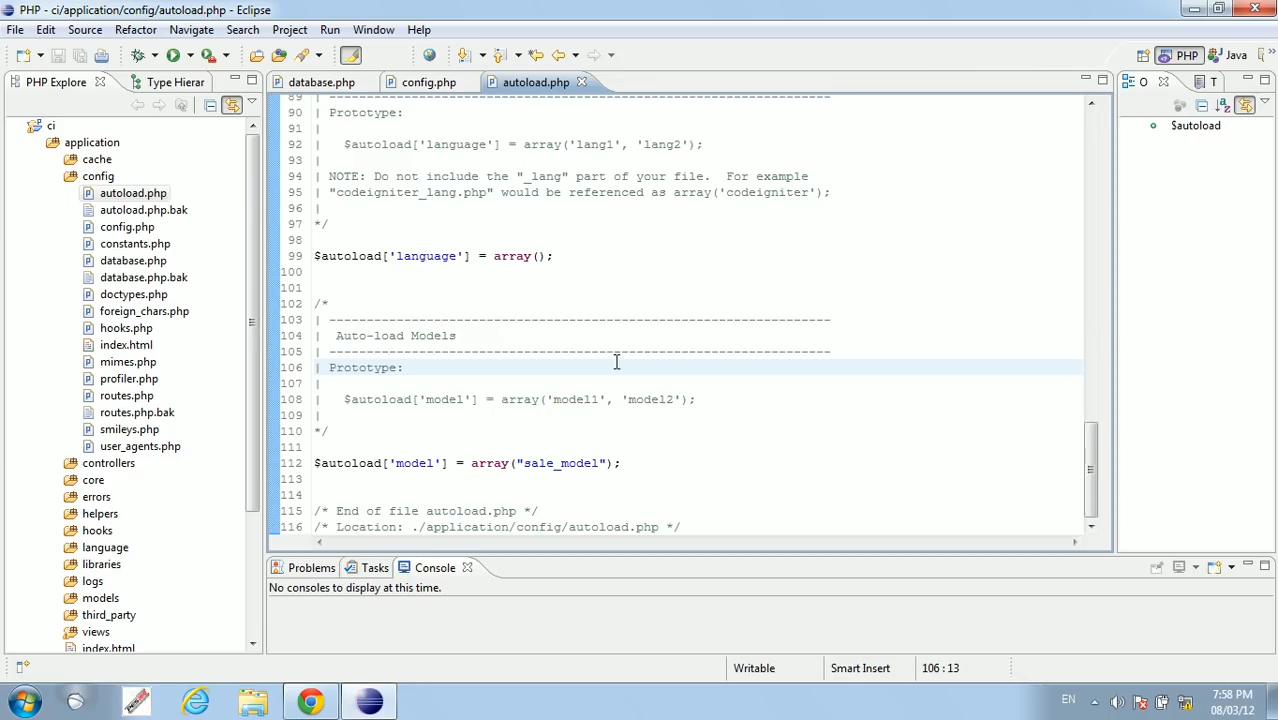 PHP - ci/application/config/autoload.php - Eclipse
File Edit Source Refactor Navigate Search Project Run Window Help
PHP Java
PHP Explore Type Hierar
database.php config.php autoload.php
O T
ci
application
cache
config
autoload.php
autoload.php.bak
config.php
constants.php
database.php
database.php.bak
doctypes.php
foreign_chars.php
hooks.php
index.html
mimes.php
profiler.php
routes.php
routes.php.bak
smileys.php
user_agents.php
controllers
core
errors
helpers
hooks
language
libraries
logs
models
third_party
views
index.html
89 | -------------------------------------------------------------------
90 | Prototype:
91 |
92 |   $autoload['language'] = array('lang1', 'lang2');
93 |
94 | NOTE: Do not include the "_lang" part of your file.  For example
95 | "codeigniter_lang.php" would be referenced as array('codeigniter');
96 |
97 */
98
99 $autoload['language'] = array();
100
101
102 /*
103 | -------------------------------------------------------------------
104 |  Auto-load Models
105 | -------------------------------------------------------------------
106 | Prototype:
107 |
108 |   $autoload['model'] = array('model1', 'model2');
109 |
110 */
111
112 $autoload['model'] = array("sale_model");
113
114
115 /* End of file autoload.php */
116 /* Location: ./application/config/autoload.php */
$autoload
Problems Tasks Console
No consoles to display at this time.
Writable Smart Insert 106 : 13
EN 7:58 PM
08/03/12